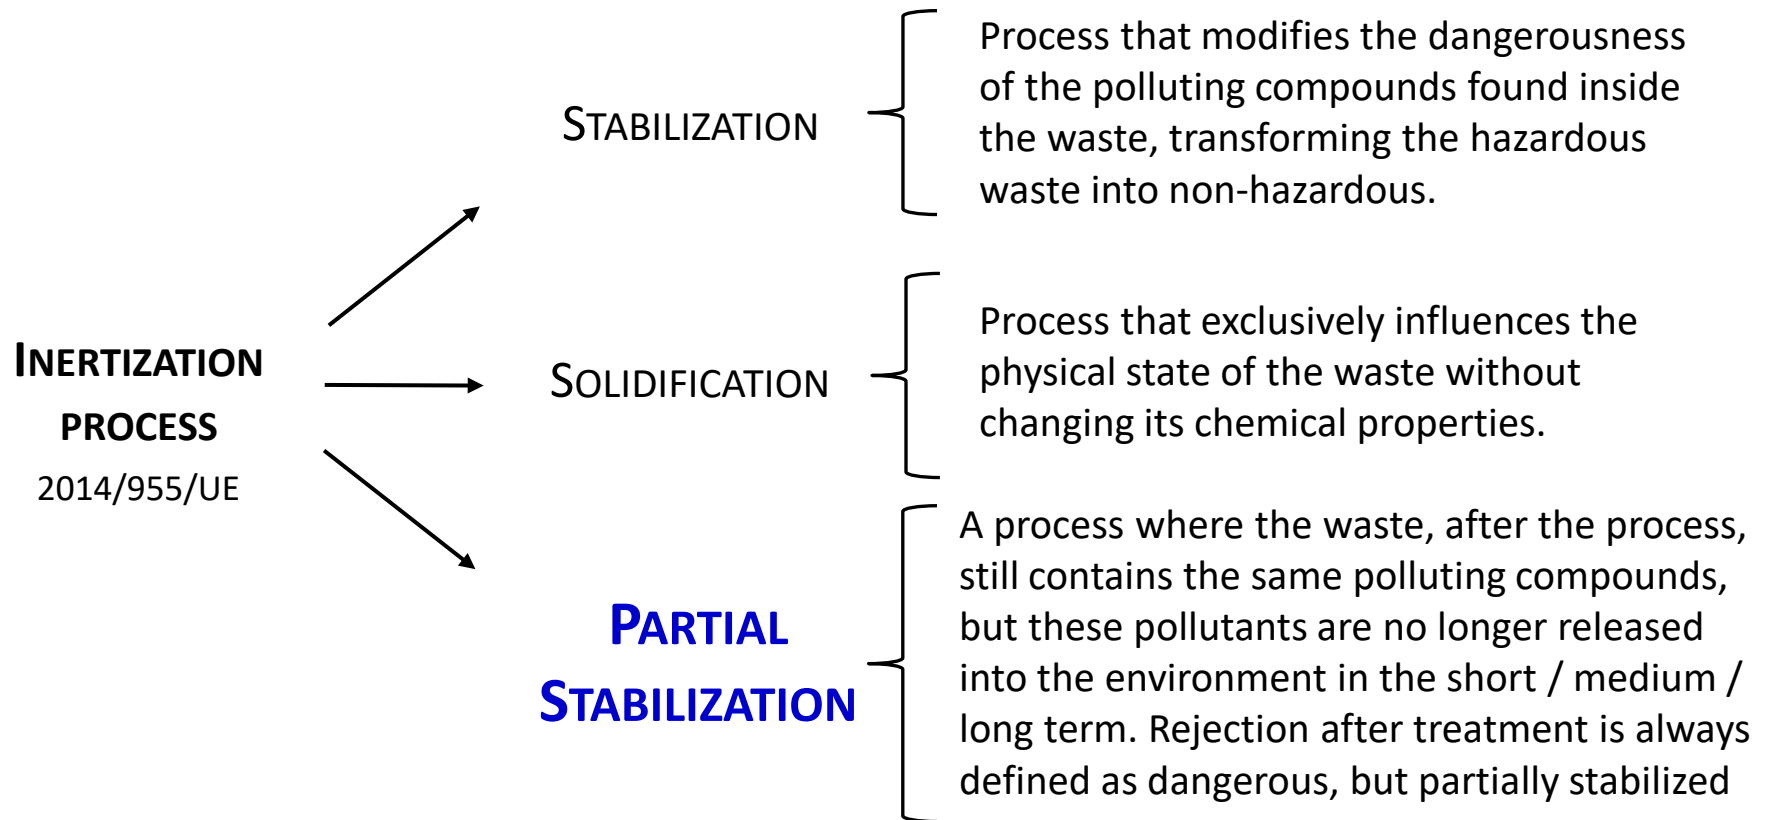 INERTIZATION
PROCESS
2014/955/UE
STABILIZATION
Process that modifies the dangerousness
of the polluting compounds found inside
the waste, transforming the hazardous
waste into non-hazardous.
SOLIDIFICATION
Process that exclusively influences the
physical state of the waste without
changing its chemical properties.
PARTIAL
STABILIZATION
A process where the waste, after the process,
still contains the same polluting compounds,
but these pollutants are no longer released
into the environment in the short / medium /
long term. Rejection after treatment is always
defined as dangerous, but partially stabilized